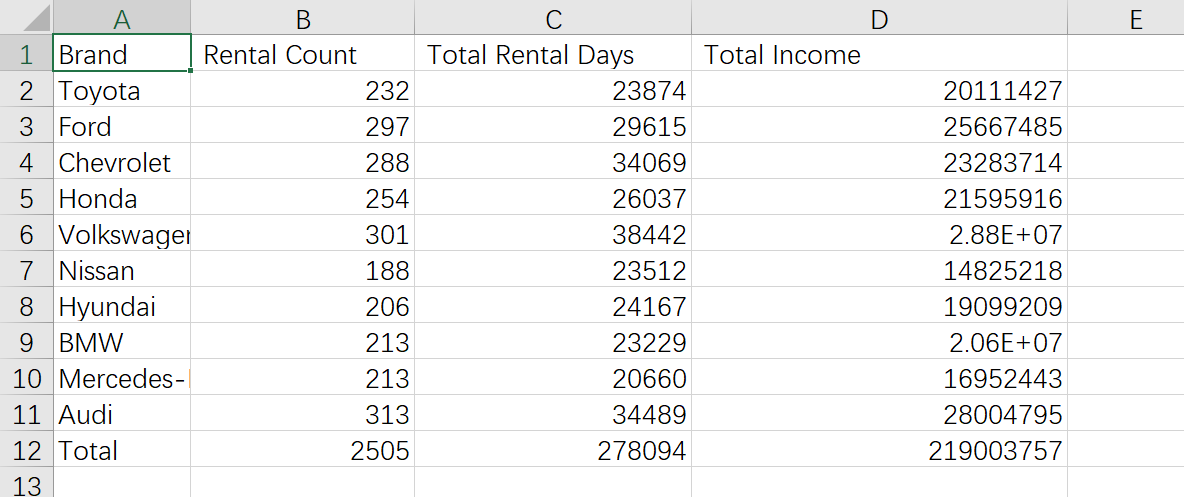 A B C D E
1 Brand Rental Count Total Rental Days Total Income
2 Toyota 232 23874 20111427
3 Ford 297 29615 25667485
4 Chevrolet 288 34069 23283714
5 Honda 254 26037 21595916
6 Volkswagen 301 38442 2.88E+07
7 Nissan 188 23512 14825218
8 Hyundai 206 24167 19099209
9 BMW 213 23229 2.06E+07
10 Mercedes- 213 20660 16952443
11 Audi 313 34489 28004795
12 Total 2505 278094 219003757
13